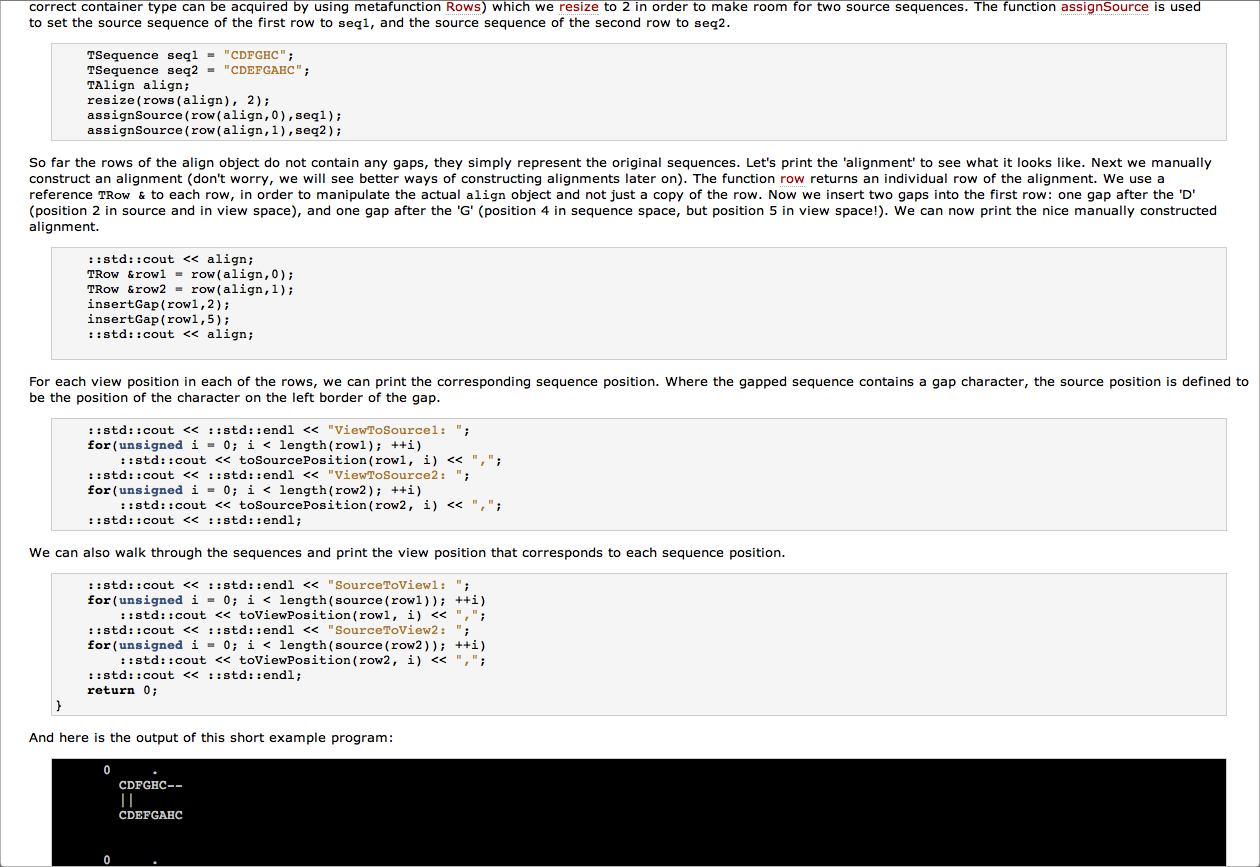 correct container type can be acquired by using metafunction Rows) which we resize to 2 in order to make room for two source sequences. The function assignSource is used
to set the source sequence of the first row to seq1, and the source sequence of the second row to seq2.
TSequence seq1 = "CDFGHC";
TSequence seq2 = "CDEFGAHC";
TAlign align;
resize(rows(align), 2);
assignSource(row(align,0),seq1);
assignSource(row(align,1),seq2);
So far the rows of the align object do not contain any gaps, they simply represent the original sequences. Let's print the 'alignment' to see what it looks like. Next we manually
construct an alignment (don't worry, we will see better ways of constructing alignments later on). The function row returns an individual row of the alignment. We use a
reference TRow & to each row, in order to manipulate the actual align object and not just a copy of the row. Now we insert two gaps into the first row: one gap after the 'D'
(position 2 in source and in view space), and one gap after the 'G' (position 4 in sequence space, but position 5 in view space!). We can now print the nice manually constructed
alignment.
::std::cout << align;
TRow &row1 = row(align,0);
TRow &row2 = row(align,1);
insertGap(row1,2);
insertGap(row1,5);
::std::cout << align;
For each view position in each of the rows, we can print the corresponding sequence position. Where the gapped sequence contains a gap character, the source position is defined to
be the position of the character on the left border of the gap.
::std::cout << ::std::endl << "ViewToSource1: ";
for(unsigned i = 0; i < length(row1); ++i)
::std::cout << toSourcePosition(row1, i) << ",";
::std::cout << ::std::endl << "ViewToSource2: ";
for(unsigned i = 0; i < length(row2); ++i)
::std::cout << toSourcePosition(row2, i) << ",";
::std::cout << ::std::endl;
We can also walk through the sequences and print the view position that corresponds to each sequence position.
::std::cout << ::std::endl << "SourceToView1: ";
for(unsigned i = 0; i < length(source(row1)); ++i)
::std::cout << toViewPosition(row1, i) << ",";
::std::cout << ::std::endl << "SourceToView2: ";
for(unsigned i = 0; i < length(source(row2)); ++i)
::std::cout << toViewPosition(row2, i) << ",";
::std::cout << ::std::endl;
return 0;
}
And here is the output of this short example program:
0 .
CDFGHC--
||
CDEFGAHC
0 .